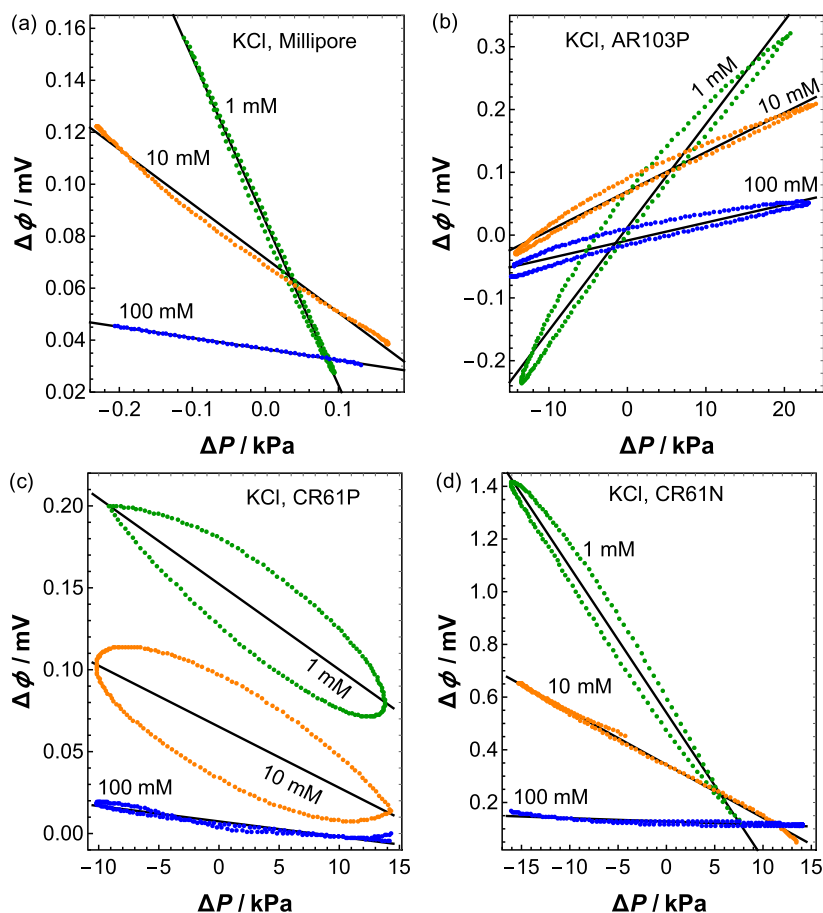 (a)
KCl, Millipore
1 mM
10 mM
100 mM
0.16
0.14
0.12
0.10
0.08
0.06
0.04
0.02
Δϕ / mV
−0.2
−0.1
0.0
0.1
ΔP / kPa
(b)
KCl, AR103P
1 mM
10 mM
100 mM
0.3
0.2
0.1
0.0
−0.1
−0.2
Δϕ / mV
−10
0
10
20
ΔP / kPa
(c)
KCl, CR61P
1 mM
10 mM
100 mM
0.20
0.15
0.10
0.05
0.00
Δϕ / mV
−10
−5
0
5
10
15
ΔP / kPa
(d)
KCl, CR61N
1 mM
10 mM
100 mM
1.4
1.2
1.0
0.8
0.6
0.4
0.2
Δϕ / mV
−15
−10
−5
0
5
10
15
ΔP / kPa